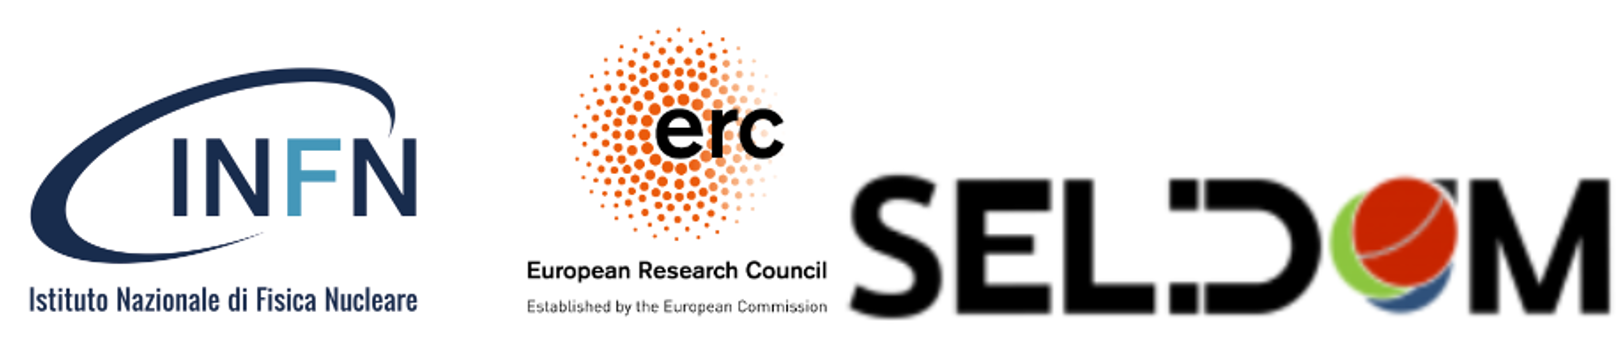 INFN
Istituto Nazionale di Fisica Nucleare
erc
European Research Council
Established by the European Commission
SELDOM